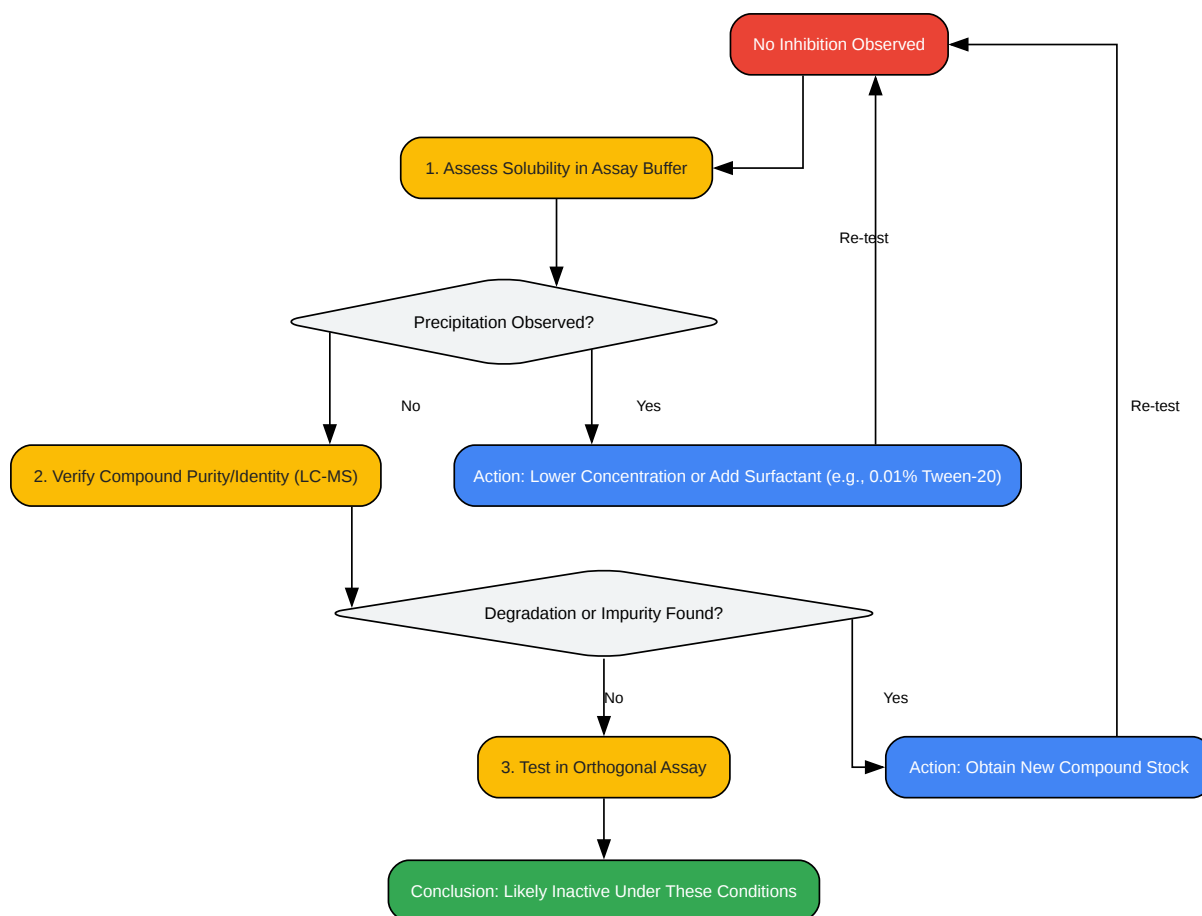 No Inhibition Observed
1. Assess Solubility in Assay Buffer
Re-test
Precipitation Observed?
No
Yes
Re-test
2. Verify Compound Purity/Identity (LC-MS)
Action: Lower Concentration or Add Surfactant (e.g., 0.01% Tween-20)
Degradation or Impurity Found?
No
Yes
3. Test in Orthogonal Assay
Action: Obtain New Compound Stock
Conclusion: Likely Inactive Under These Conditions